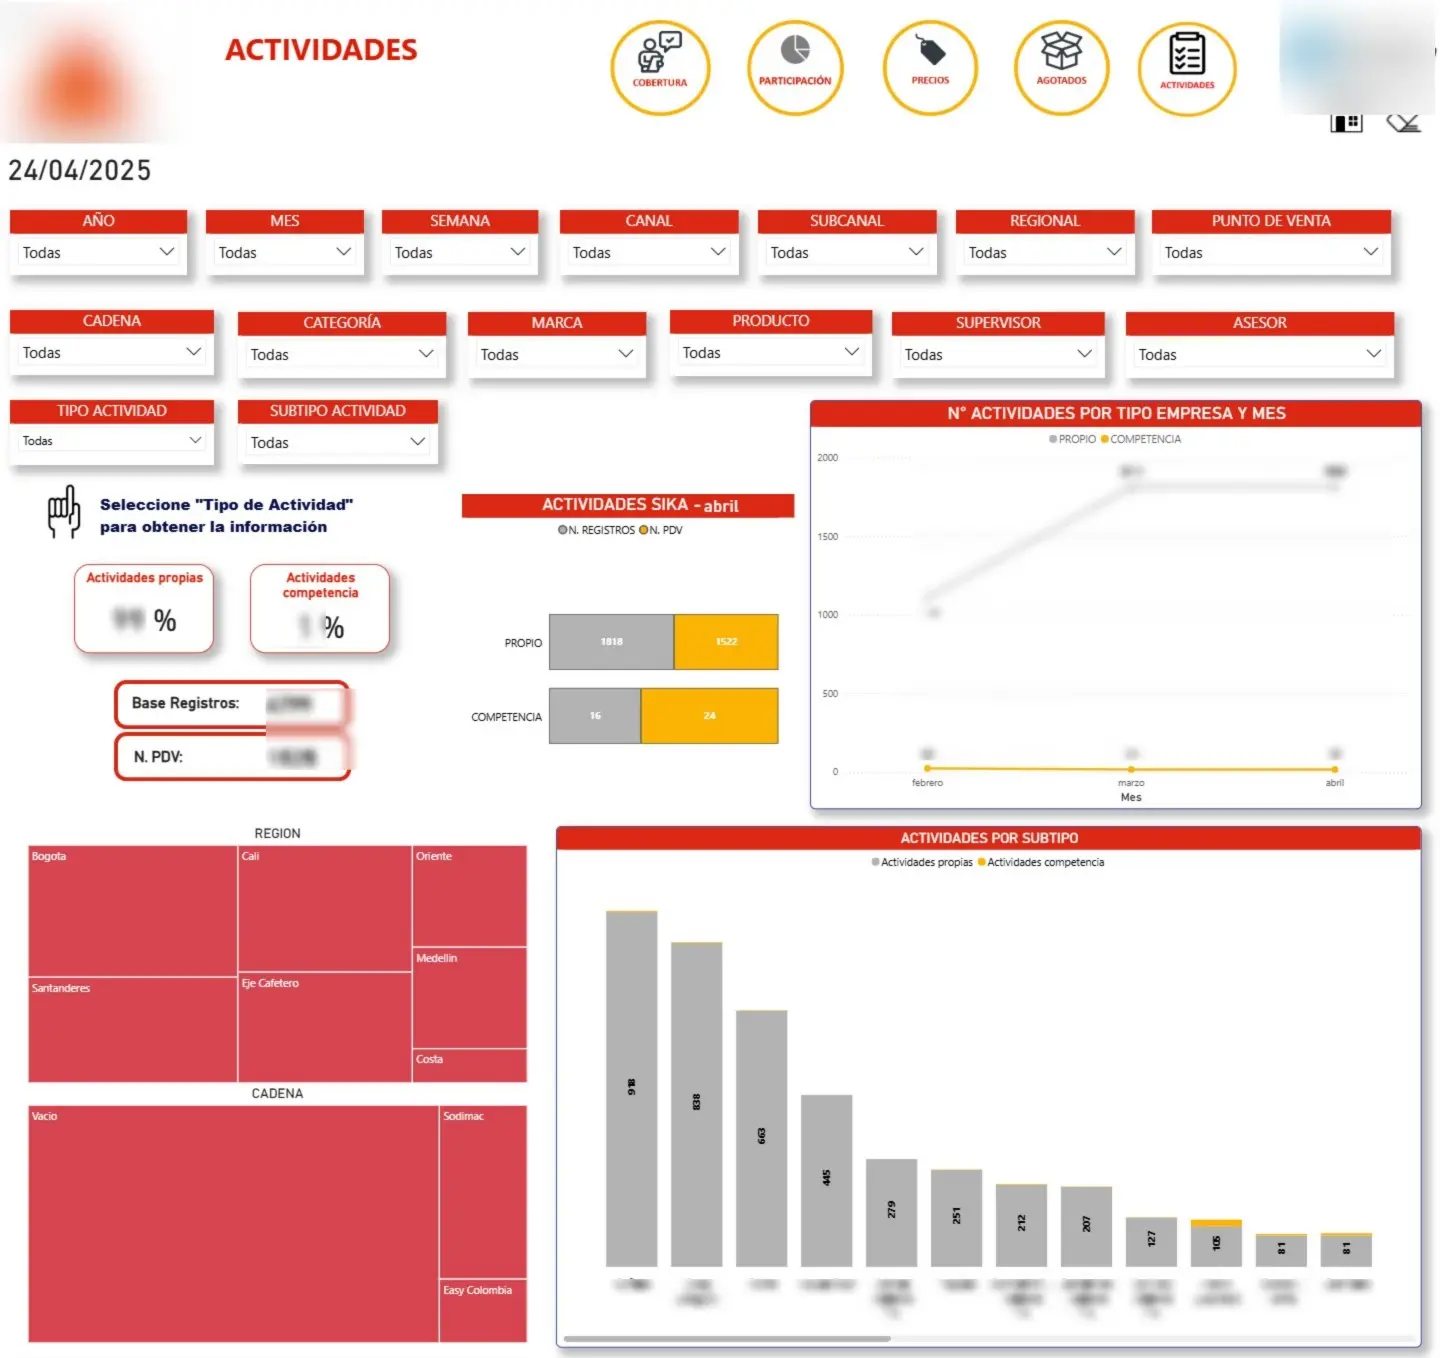 ACTIVIDADES
COBERTURA
PARTICIPACIÓN
PRECIOS
AGOTADOS
ACTIVIDADES
24/04/2025
AÑO MES SEMANA CANAL SUBCANAL REGIONAL PUNTO DE VENTA
Todas Todas Todas Todas Todas Todas Todas
CADENA CATEGORÍA MARCA PRODUCTO SUPERVISOR ASESOR
Todas Todas Todas Todas Todas Todas
TIPO ACTIVIDAD SUBTIPO ACTIVIDAD
Todas Todas
Seleccione "Tipo de Actividad"
para obtener la información
Actividades propias
%
Actividades
competencia
%
Base Registros:
N. PDV:
ACTIVIDADES SIKA - abril
N. REGISTROS N. PDV
PROPIO 1818 1522
COMPETENCIA 16 24
N° ACTIVIDADES POR TIPO EMPRESA Y MES
PROPIO COMPETENCIA
2000
1500
1000
500
0
febrero marzo abril
Mes
REGION
Bogota Cali Oriente
Medellin
Santanderes Eje Cafetero
Costa
CADENA
Vacio Sodimac
Easy Colombia
ACTIVIDADES POR SUBTIPO
Actividades propias Actividades competencia
918 838 663 445 279 251 212 207 127 105 81 81